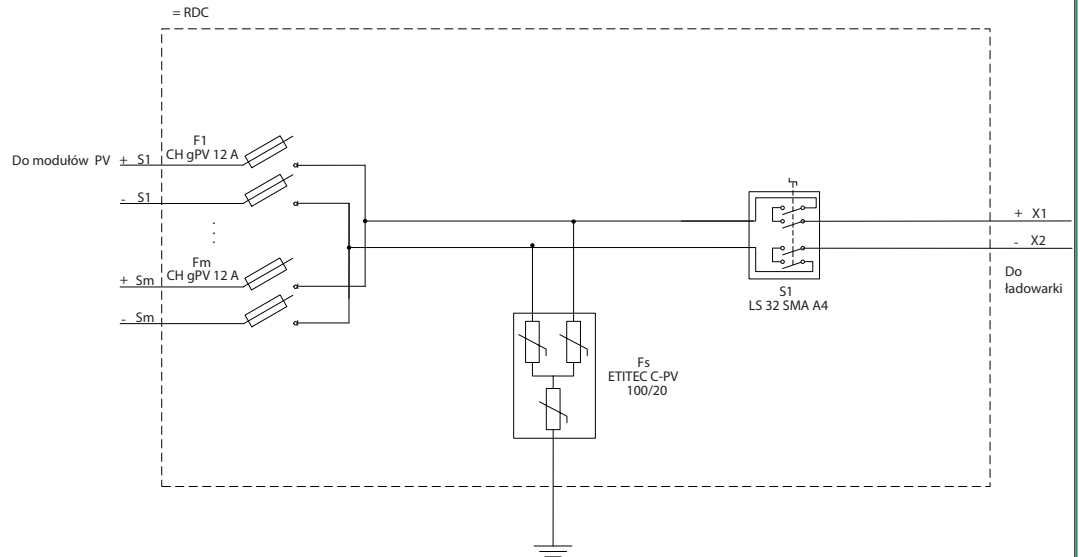 = RDC
F1
CH gPV 12 A
Do modułów PV + S1
- S1
Fm
CH gPV 12 A
+ Sm
- Sm
+ X1
- X2
Do
ładowarki
S1
LS 32 SMA A4
Fs
ETITEC C-PV
100/20